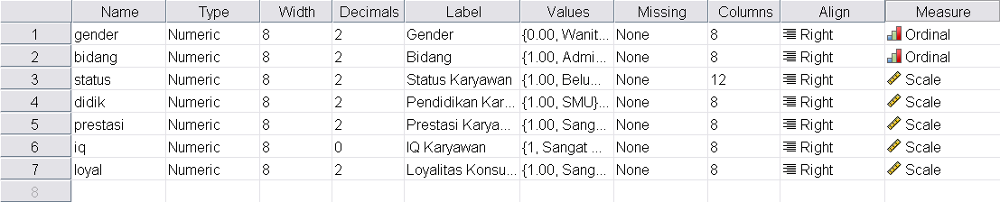 Name Type Width Decimals Label Values Missing Columns Align Measure
1 gender Numeric 8 2 Gender {0.00, Wanit... None 8 Right Ordinal
2 bidang Numeric 8 2 Bidang {1.00, Admi... None 8 Right Ordinal
3 status Numeric 8 2 Status Karyawan {1.00, Belu... None 12 Right Scale
4 didik Numeric 8 2 Pendidikan Kar... {1.00, SMU}... None 8 Right Scale
5 prestasi Numeric 8 2 Prestasi Karya... {1.00, Sang... None 8 Right Scale
6 iq Numeric 8 0 IQ Karyawan {1, Sangat ... None 8 Right Scale
7 loyal Numeric 8 2 Loyalitas Konsu... {1.00, Sang... None 8 Right Scale
8